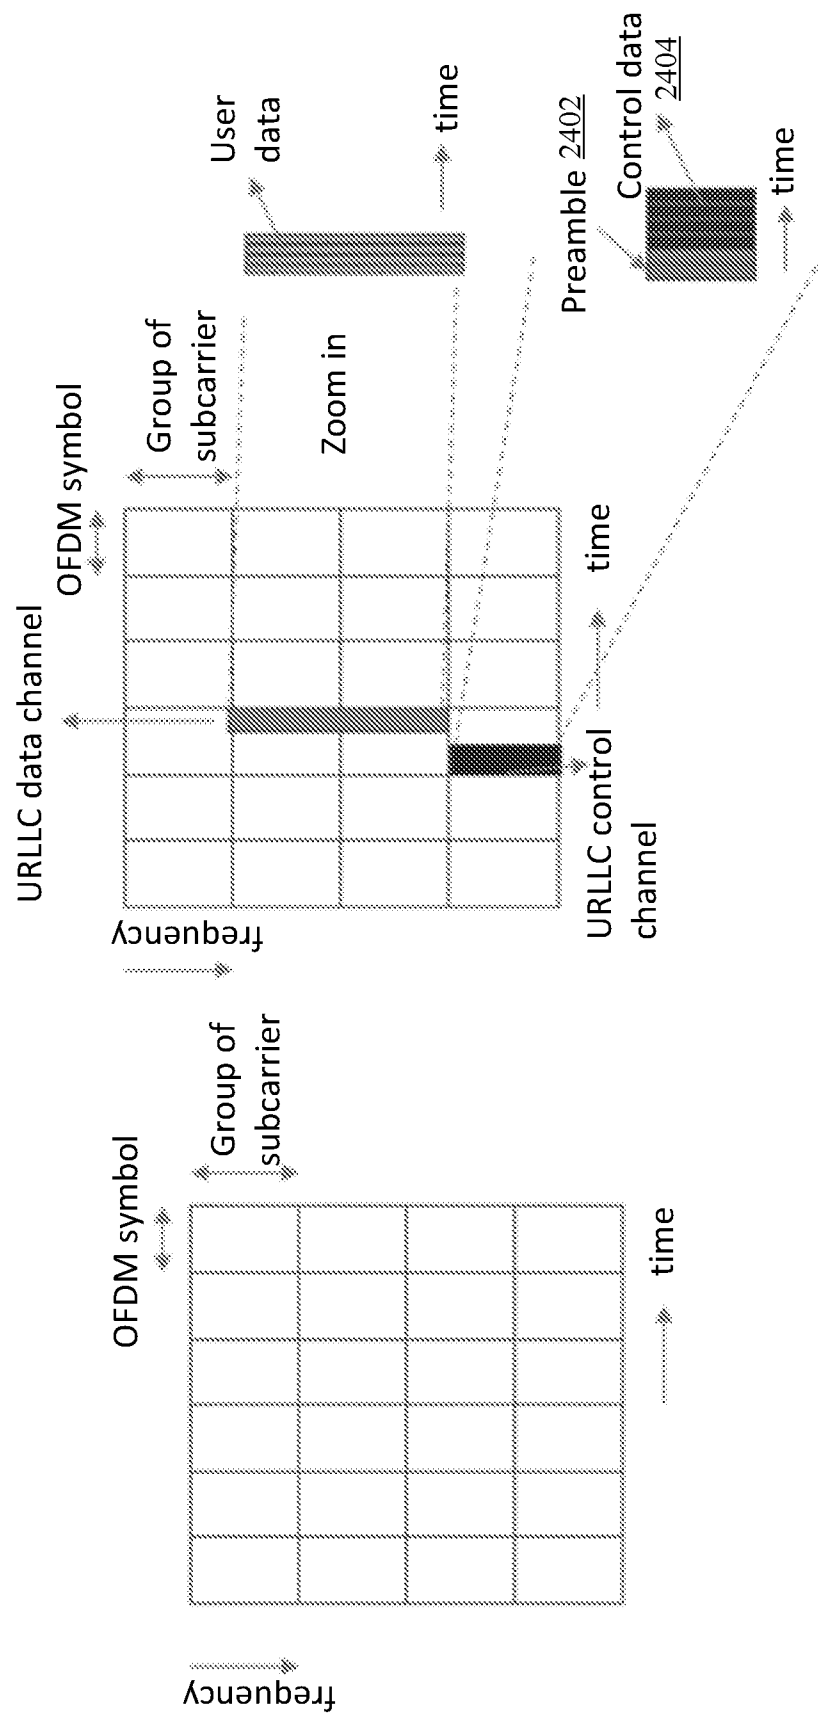 OFDM symbol
Group of
subcarrier
frequency
time
URLLC data channel
OFDM symbol
Group of
subcarrier
frequency
Zoom in
time
URLLC control
channel
User
data
time
Preamble 2402
Control data
2404
time